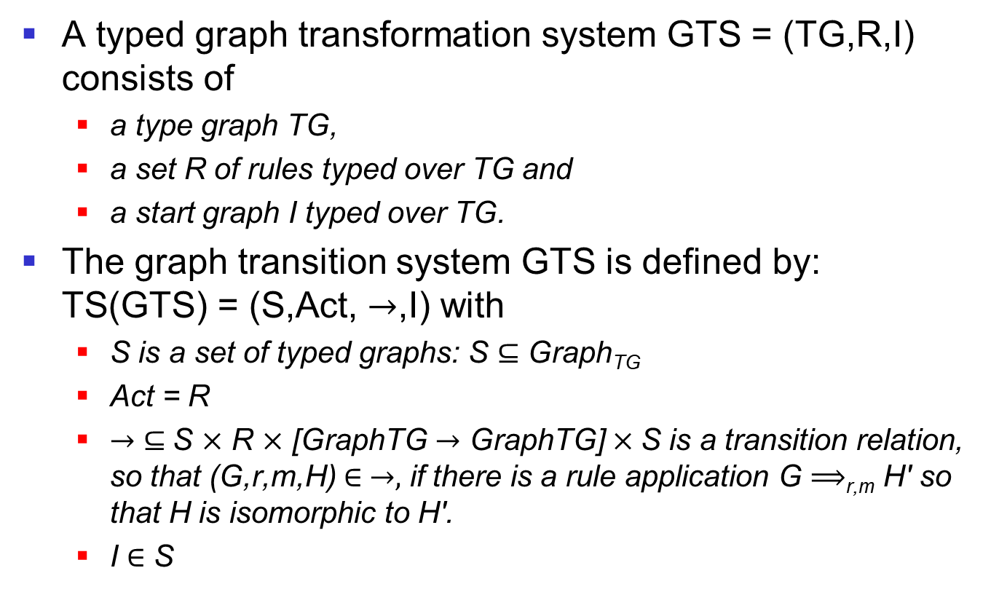 ▪ A typed graph transformation system GTS = (TG,R,I)
consists of
▪ a type graph TG,
▪ a set R of rules typed over TG and
▪ a start graph I typed over TG.
▪ The graph transition system GTS is defined by:
TS(GTS) = (S,Act, →,I) with
▪ S is a set of typed graphs: S ⊆ Graph_TG
▪ Act = R
▪ → ⊆ S × R × [GraphTG → GraphTG] × S is a transition relation,
so that (G,r,m,H) ∈ →, if there is a rule application G ⟹_r,m H' so
that H is isomorphic to H'.
▪ I ∈ S